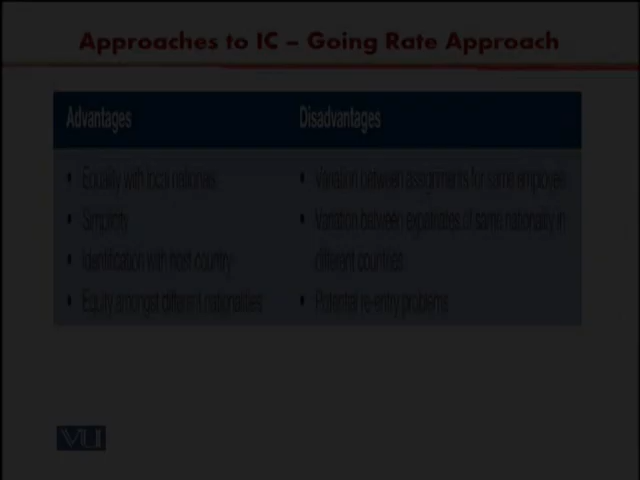 Approaches to IC – Going Rate Approach
Advantages
Disadvantages
• Equality with local nationals
• Simplicity
• Identification with host country
• Equity amongst different nationalities
• Variation between assignments for same employee
• Variation between expatriates of same nationality in
different countries
• Potential re-entry problems
VU